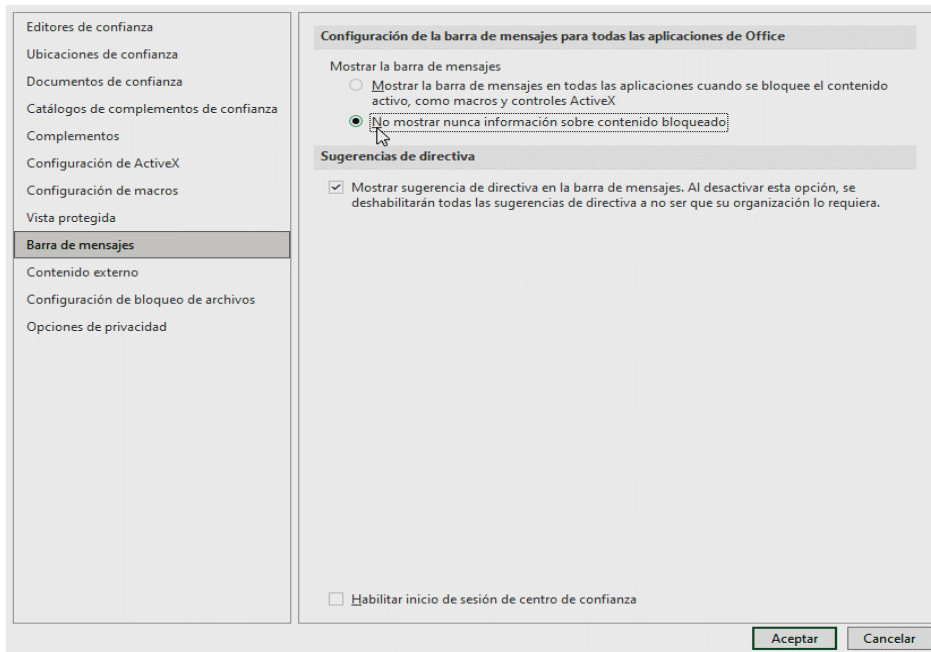 Editores de confianza
Ubicaciones de confianza
Documentos de confianza
Catálogos de complementos de confianza
Complementos
Configuración de ActiveX
Configuración de macros
Vista protegida
Barra de mensajes
Contenido externo
Configuración de bloqueo de archivos
Opciones de privacidad
Configuración de la barra de mensajes para todas las aplicaciones de Office
Mostrar la barra de mensajes
Mostrar la barra de mensajes en todas las aplicaciones cuando se bloquee el contenido
activo, como macros y controles ActiveX
No mostrar nunca información sobre contenido bloqueado
Sugerencias de directiva
Mostrar sugerencia de directiva en la barra de mensajes. Al desactivar esta opción, se
deshabilitarán todas las sugerencias de directiva a no ser que su organización lo requiera.
Habilitar inicio de sesión de centro de confianza
Aceptar
Cancelar